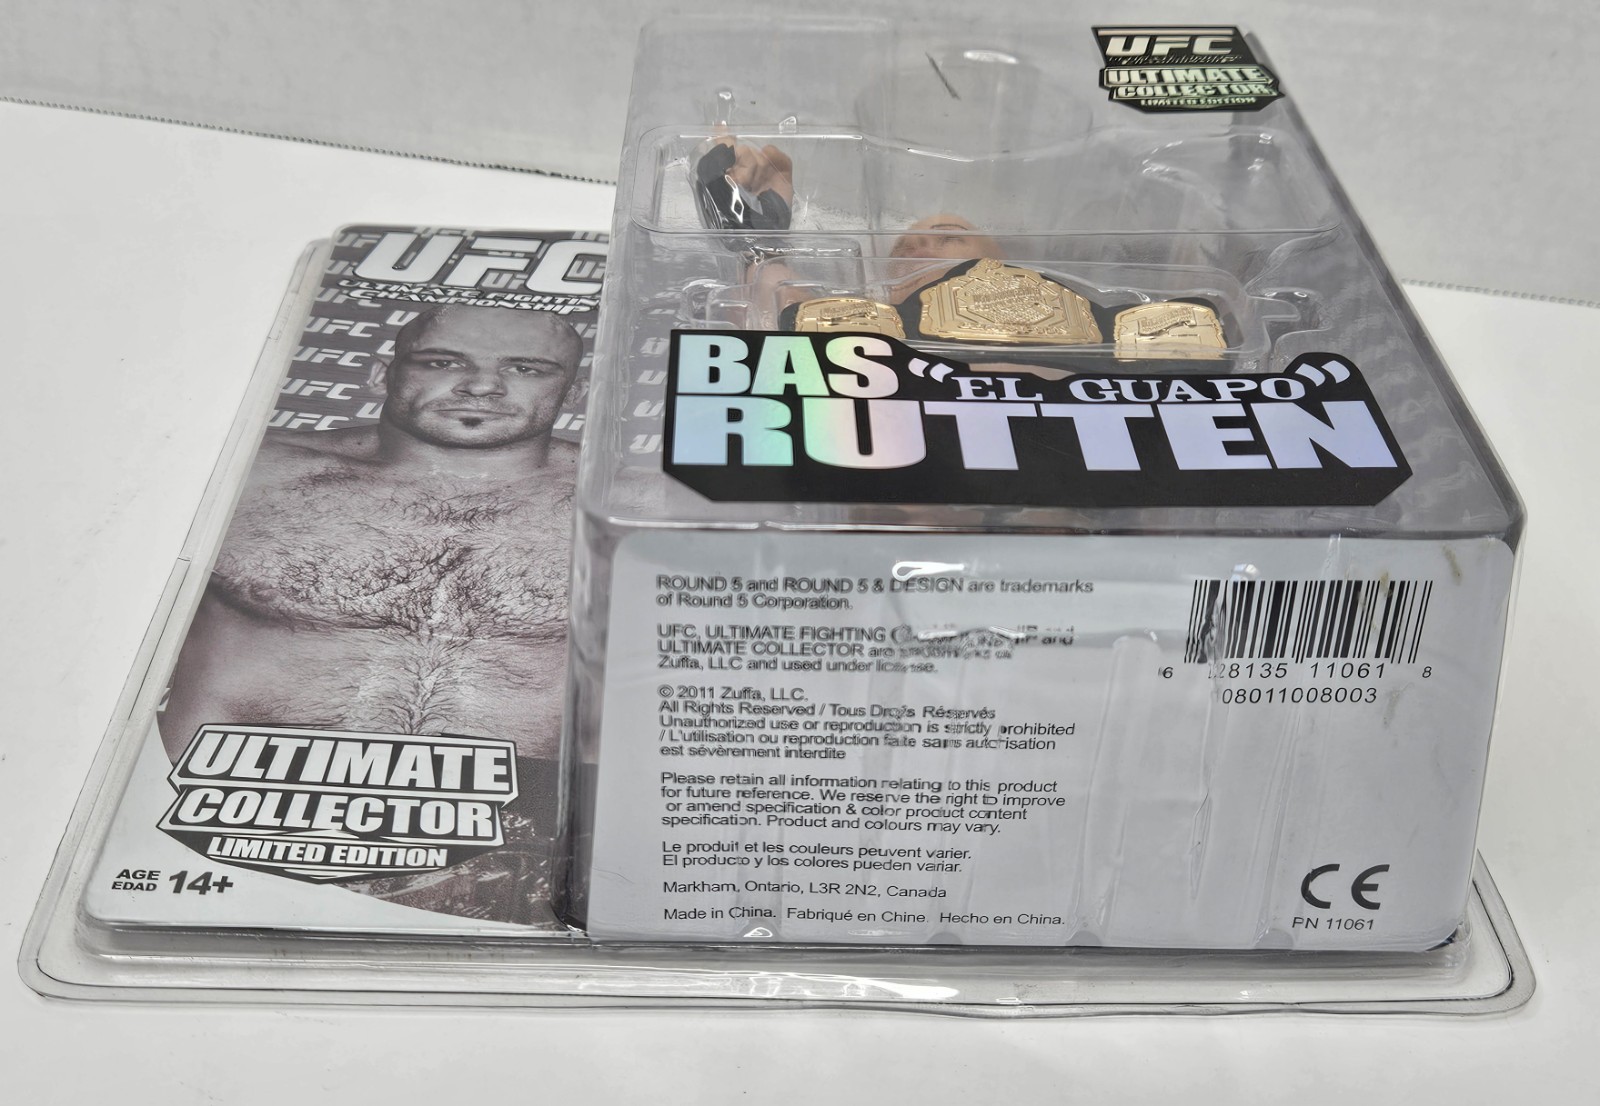 UFC
ULTIMATE
COLLECTOR
LIMITED EDITION
UFC
ULTIMATE FIGHTING
CHAMPIONSHIP
UFC
UFC
UFC
UFC
BAS "EL GUAPO"
RUTTEN
ULTIMATE
COLLECTOR
LIMITED EDITION
AGE
EDAD 14+
ROUND 5 and ROUND 5 & DESIGN are trademarks
of Round 5 Corporation.
UFC, ULTIMATE FIGHTING and
ULTIMATE COLLECTOR are
Zuffa, LLC and used under license.
© 2011 Zuffa, LLC.
All Rights Reserved / Tous Droits Réservés
Unauthorized use or reproduction is strictly prohibited
/ L'utilisation ou reproduction faite sans autorisation
est sévèrement interdite
Please retain all information relating to this product
for future reference. We reserve the right to improve
or amend specification & color product content
specification. Product and colours may vary.
Le produit et les couleurs peuvent varier.
El producto y los colores pueden variar.
Markham, Ontario, L3R 2N2, Canada
Made in China. Fabriqué en Chine. Hecho en China.
6 28135 11061 8
08011008003
CE
PN 11061